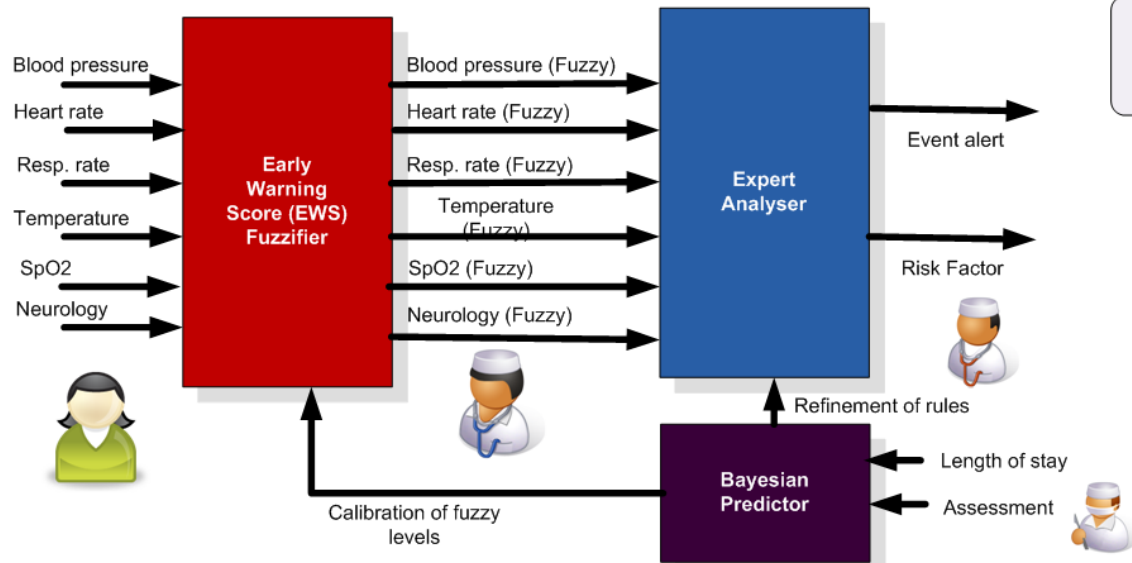 Blood pressure
Heart rate
Resp. rate
Temperature
SpO2
Neurology
Early
Warning
Score (EWS)
Fuzzifier
Blood pressure (Fuzzy)
Heart rate (Fuzzy)
Resp. rate (Fuzzy)
Temperature
(Fuzzy)
SpO2 (Fuzzy)
Neurology (Fuzzy)
Expert
Analyser
Event alert
Risk Factor
Refinement of rules
Bayesian
Predictor
Length of stay
Assessment
Calibration of fuzzy
levels